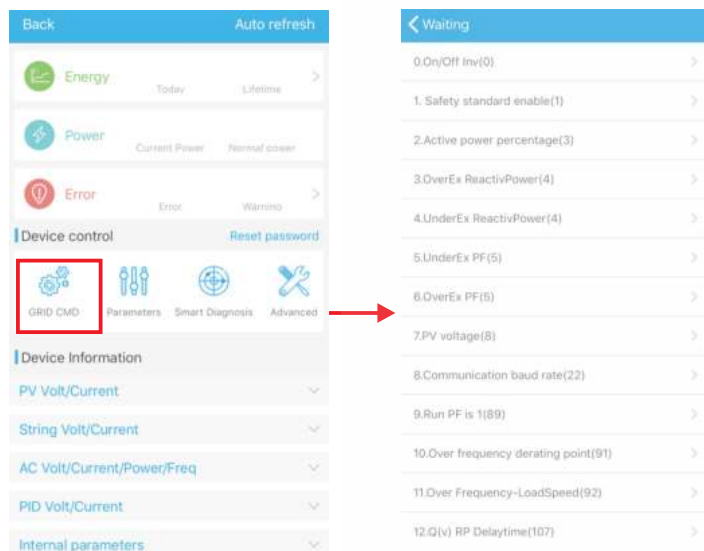 Back Auto refresh
Energy
Today Lifetime
Power
Current Power Normal power
Error
Error Warning
Device control Reset password
GRID CMD Parameters Smart Diagnosis Advanced
Device Information
PV Volt/Current
String Volt/Current
AC Volt/Current/Power/Freq
PID Volt/Current
Internal parameters
Waiting
0.On/Off Inv(0)
1. Safety standard enable(1)
2.Active power percentage(3)
3.OverEx ReactivPower(4)
4.UnderEx ReactivPower(4)
5.UnderEx PF(5)
6.OverEx PF(5)
7.PV voltage(8)
8.Communication baud rate(22)
9.Run PF is 1(89)
10.Over frequency derating point(91)
11.Over Frequency-LoadSpeed(92)
12.Q(v) RP Delaytime(107)